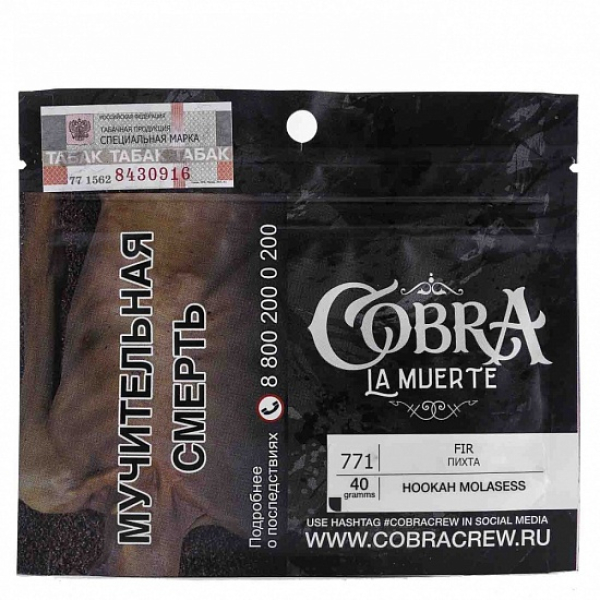 РОССИЙСКАЯ ФЕДЕРАЦИЯ
ТАБАЧНАЯ ПРОДУКЦИЯ
СПЕЦИАЛЬНАЯ МАРКА
ТАБАК ТАБАК ТАБАК
77 1562 8430916
МУЧИТЕЛЬНАЯ
СМЕРТЬ
Подробнее
о последствиях 8 800 200 0 200
COBRA
LA MUERTE
771
FIR
ПИХТА
40
gramms
HOOKAH MOLASESS
USE HASHTAG #COBRACREW IN SOCIAL MEDIA
WWW.COBRACREW.RU